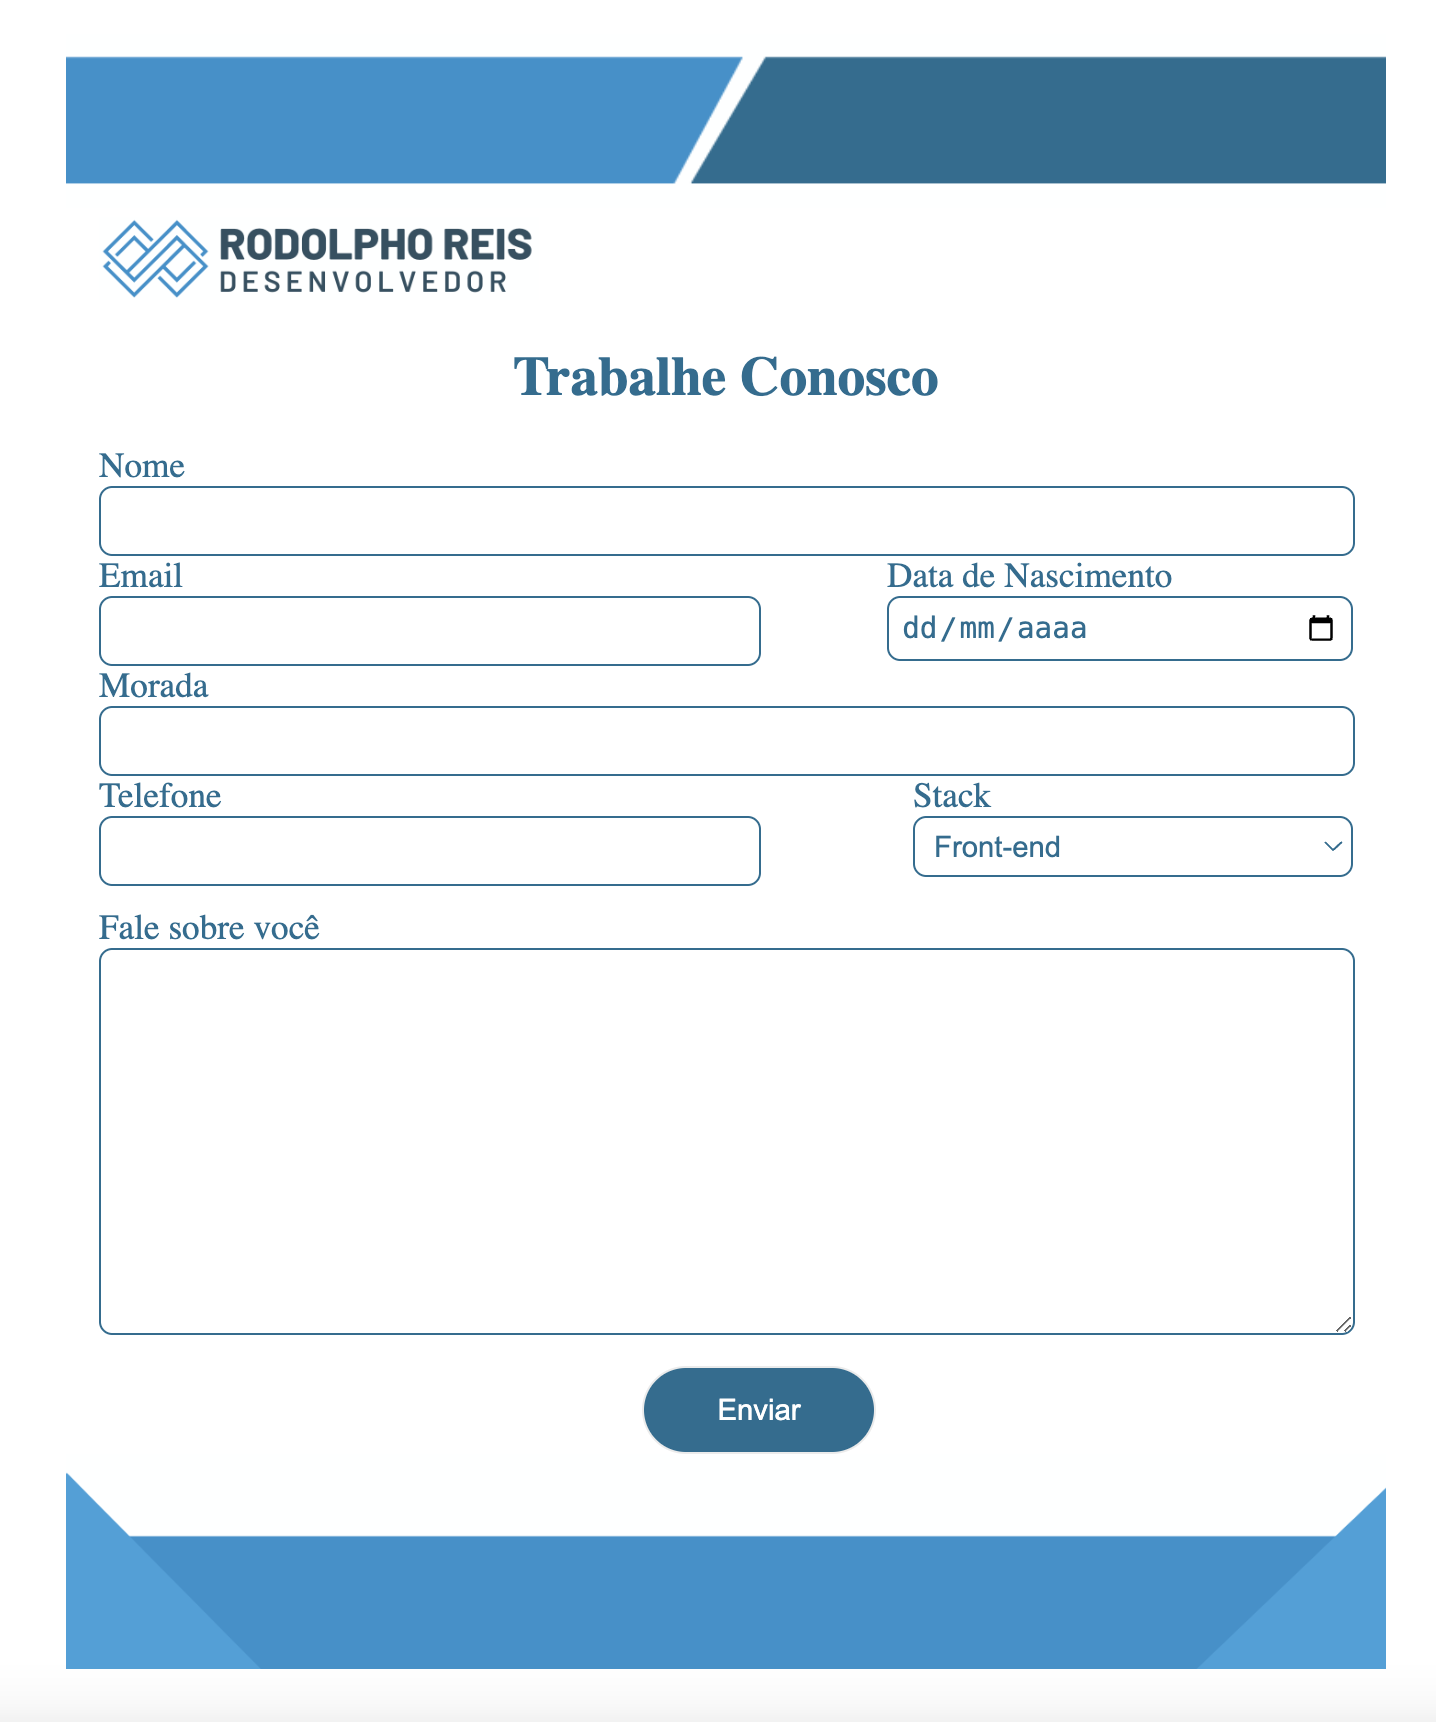 RODOLPHO REIS
DESENVOLVEDOR
Trabalhe Conosco
Nome
Email
Data de Nascimento
dd/mm/aaaa
Morada
Telefone
Stack
Front-end
Fale sobre você
Enviar